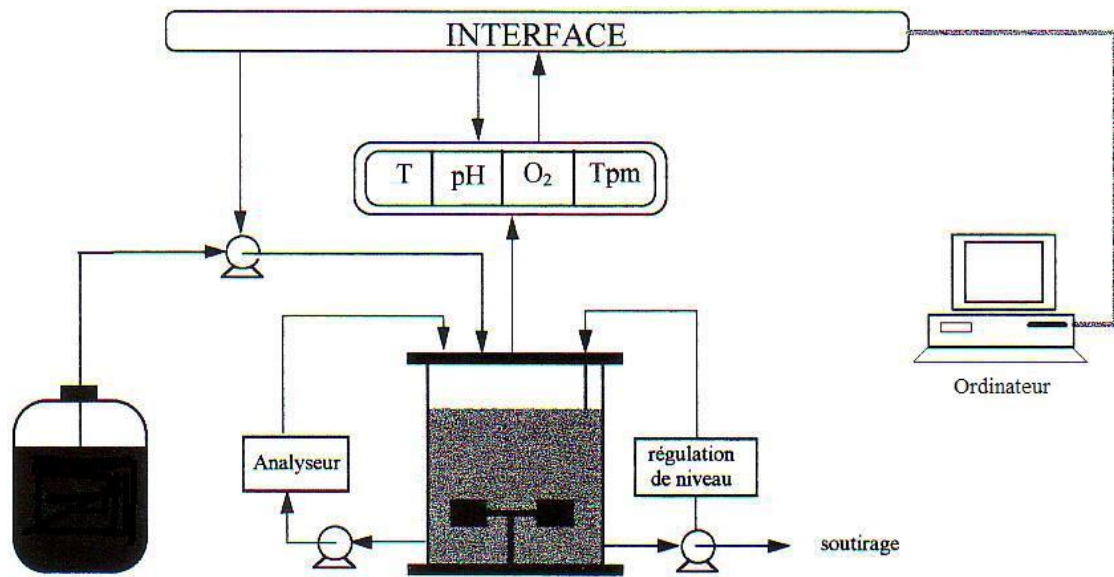 INTERFACE
T pH O₂ Tpm
Ordinateur
Analyseur
régulation
de niveau
soutirage